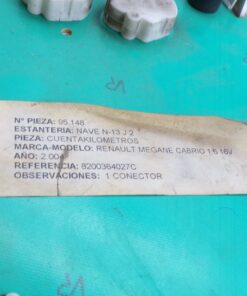 Nº PIEZA: 95.148
ESTANTERIA: NAVE N-13 J 2
PIEZA: CUENTAKILOMETROS
MARCA-MODELO: RENAULT MEGANE CABRIO 1.6 16V
AÑO: 2.004
REFERENCIA: 8200364027C
OBSERVACIONES: 1 CONECTOR